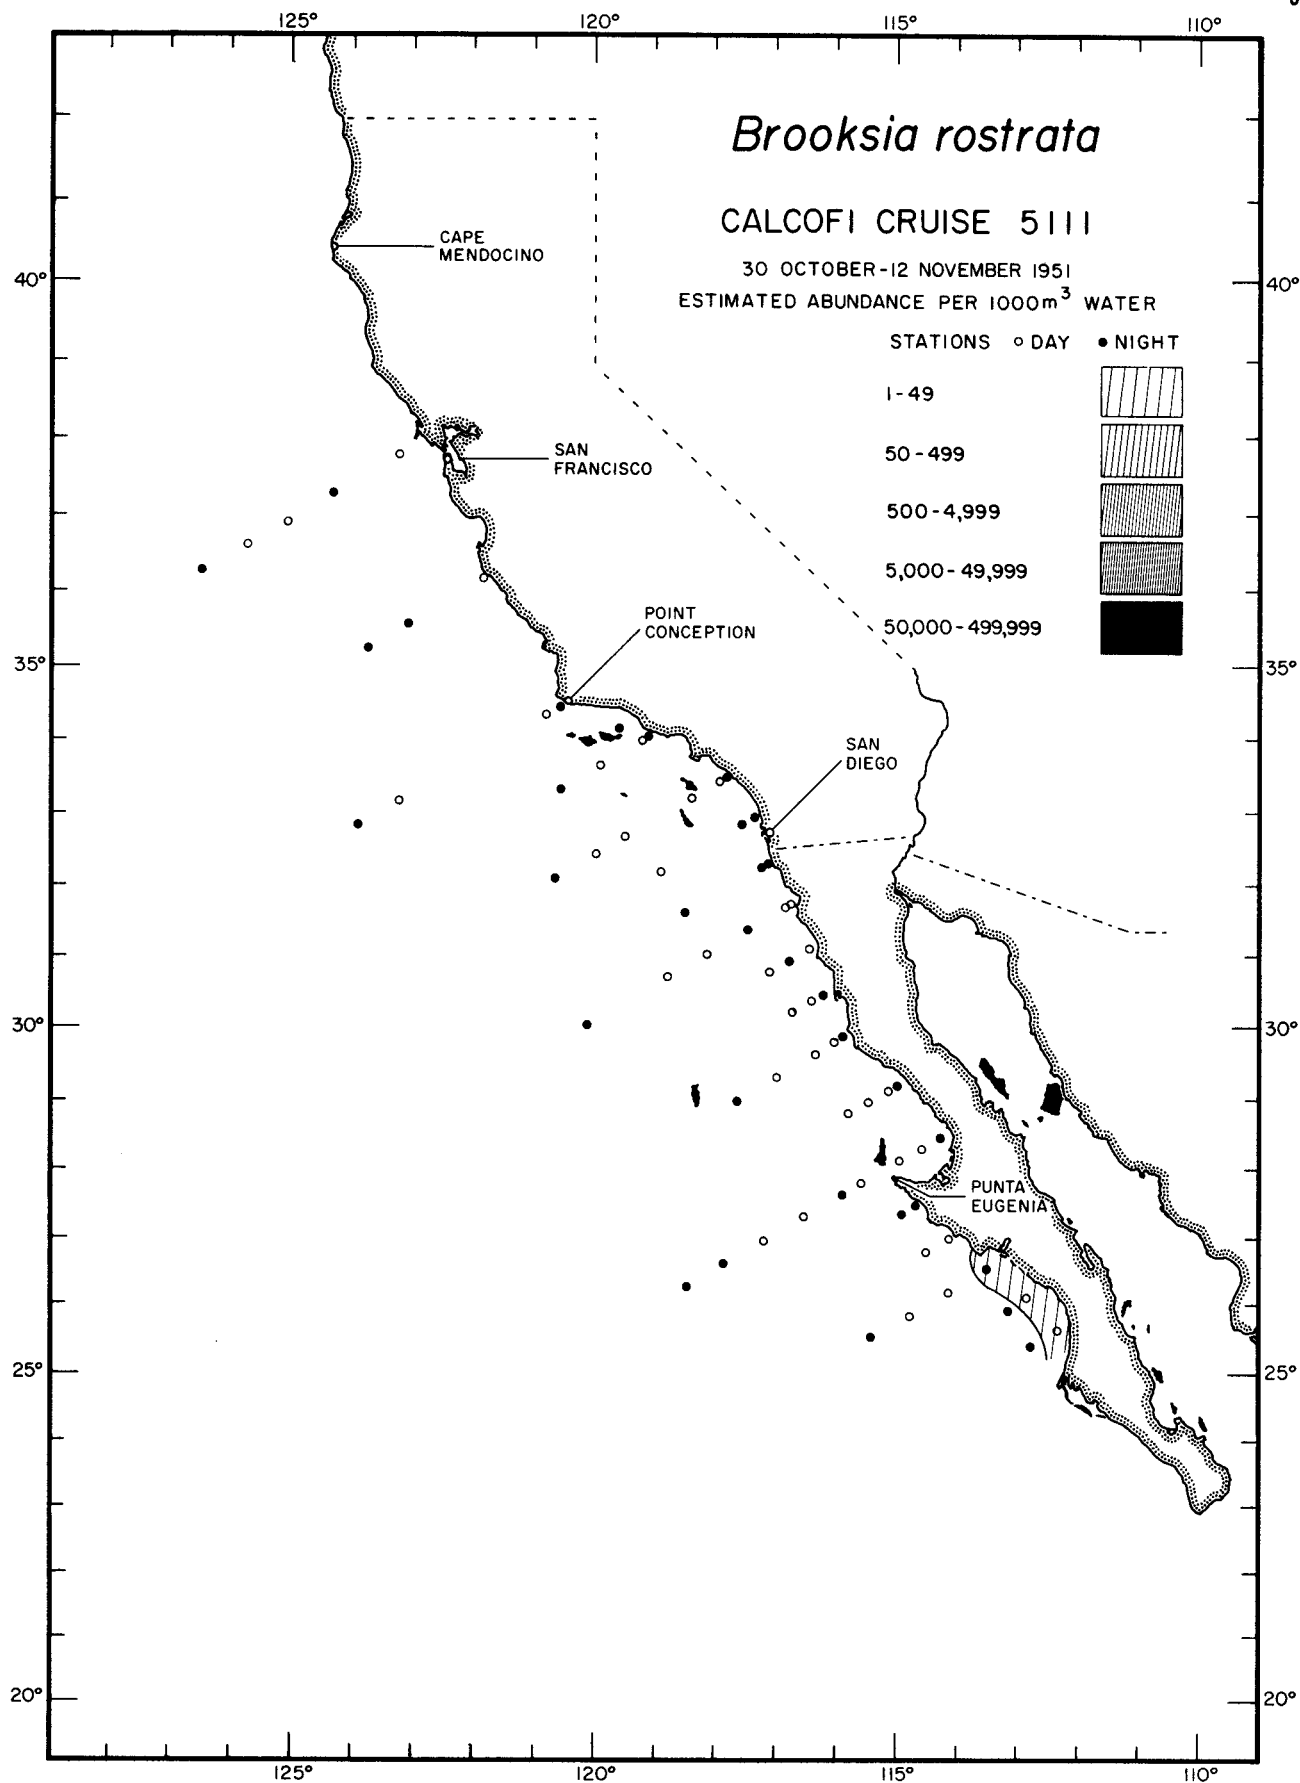 125° 120° 115° 110°
Brooksia rostrata
CALCOFI CRUISE 5111
30 OCTOBER-12 NOVEMBER 1951
ESTIMATED ABUNDANCE PER 1000m³ WATER
STATIONS DAY NIGHT
1-49
50-499
500-4,999
5,000-49,999
50,000-499,999
CAPE
MENDOCINO
40° 40°
SAN
FRANCISCO
POINT
CONCEPTION
35° 35°
SAN
DIEGO
30° 30°
PUNTA
EUGENIA
25° 25°
20° 20°
125° 120° 115° 110°